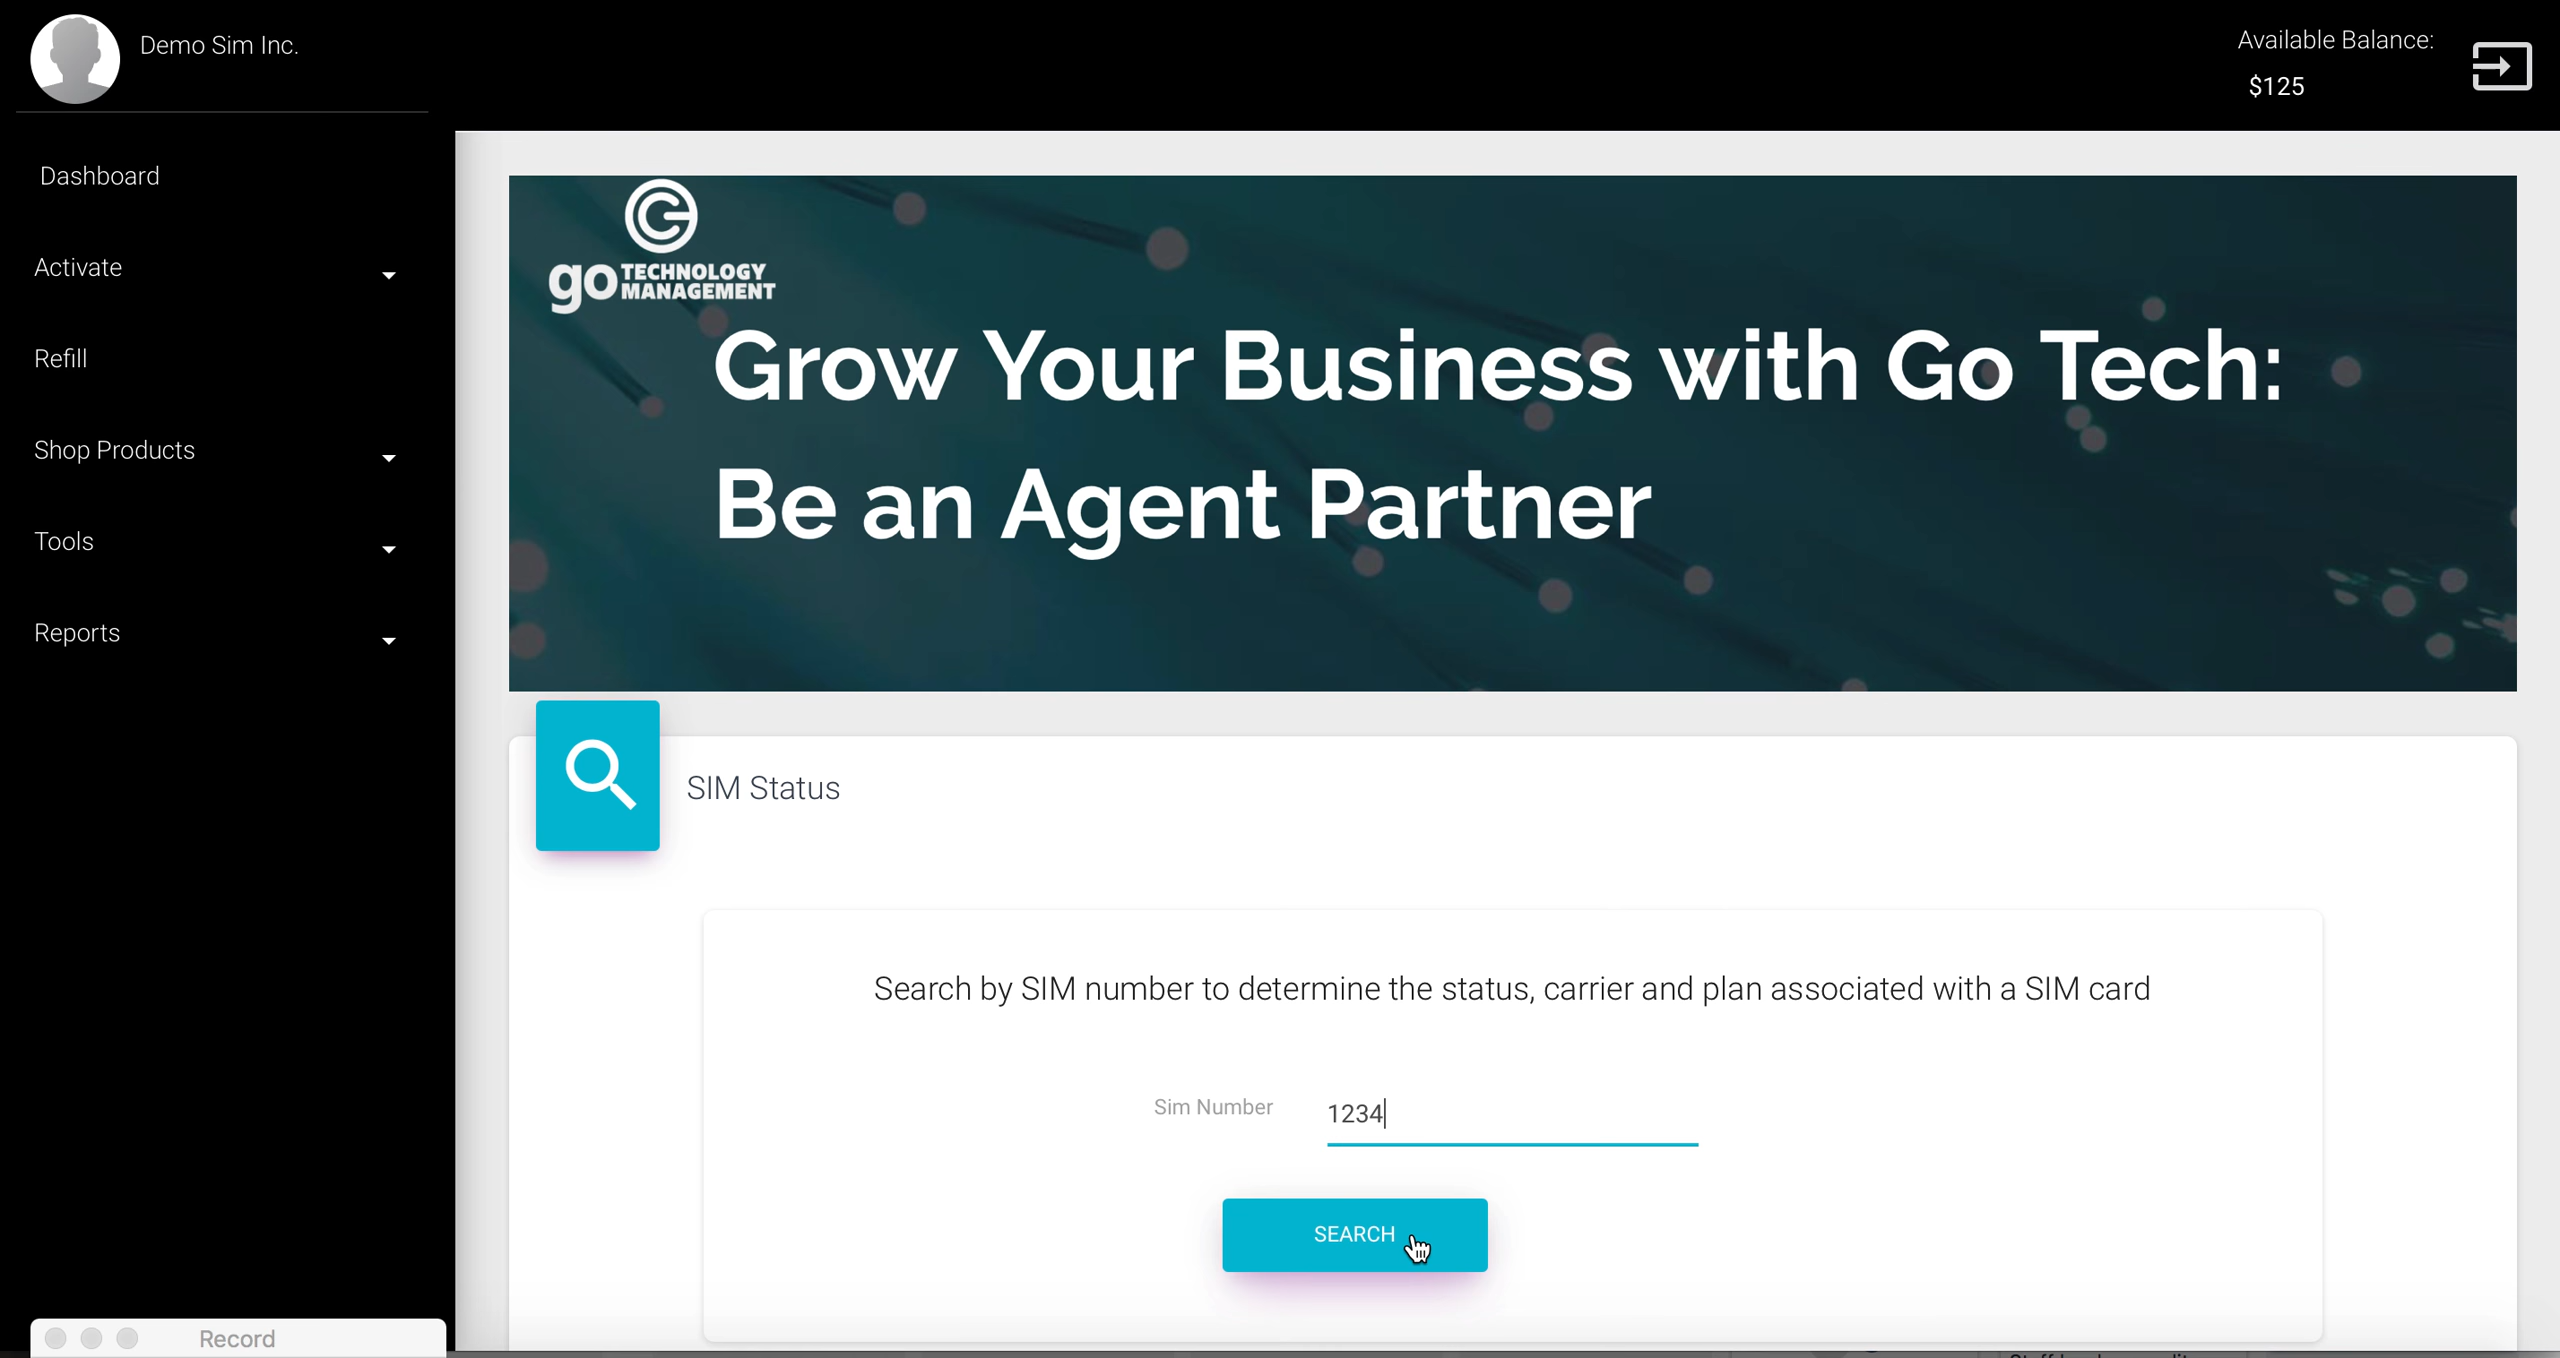 Demo Sim Inc.
Available Balance:
$125
Dashboard
Activate
Refill
Shop Products
Tools
Reports
go TECHNOLOGY
MANAGEMENT
Grow Your Business with Go Tech:
Be an Agent Partner
SIM Status
Search by SIM number to determine the status, carrier and plan associated with a SIM card
Sim Number
1234
SEARCH
Record